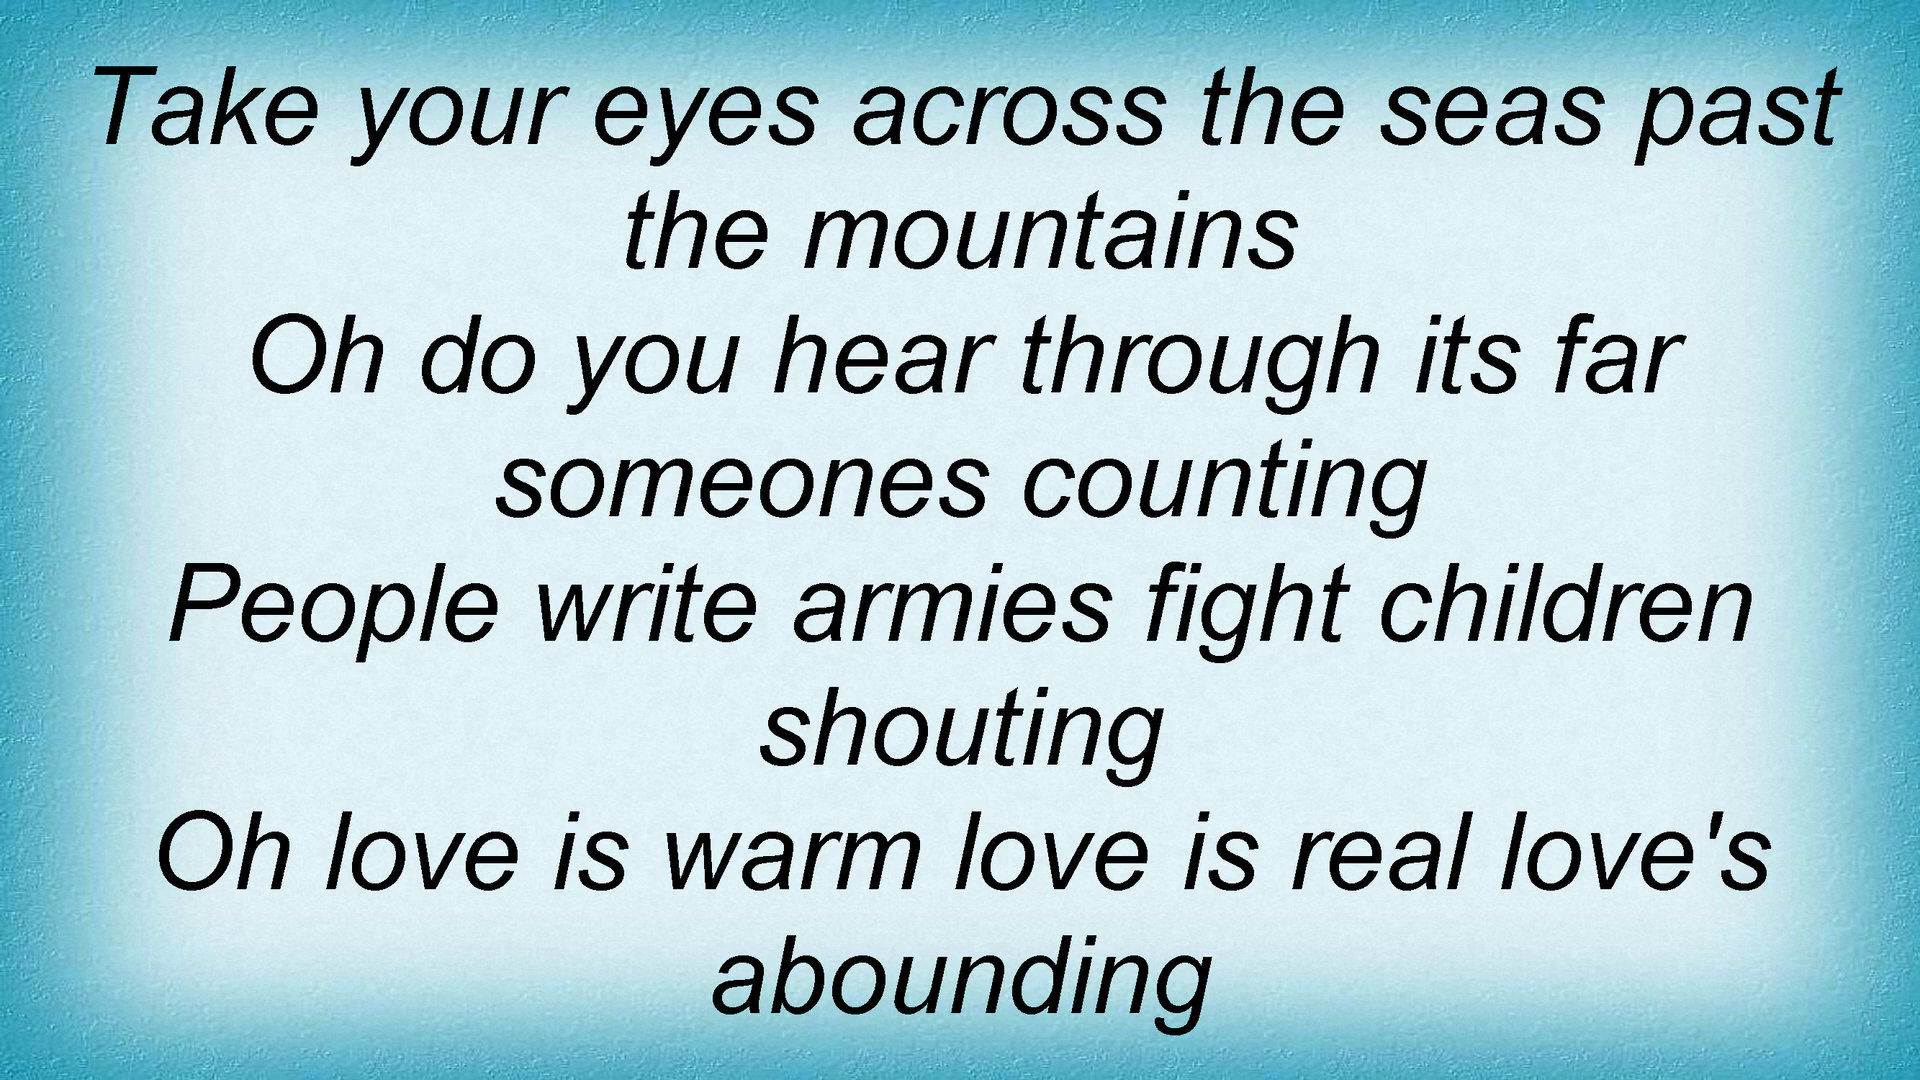 Take your eyes across the seas past
the mountains
Oh do you hear through its far
someones counting
People write armies fight children
shouting
Oh love is warm love is real love's
abounding